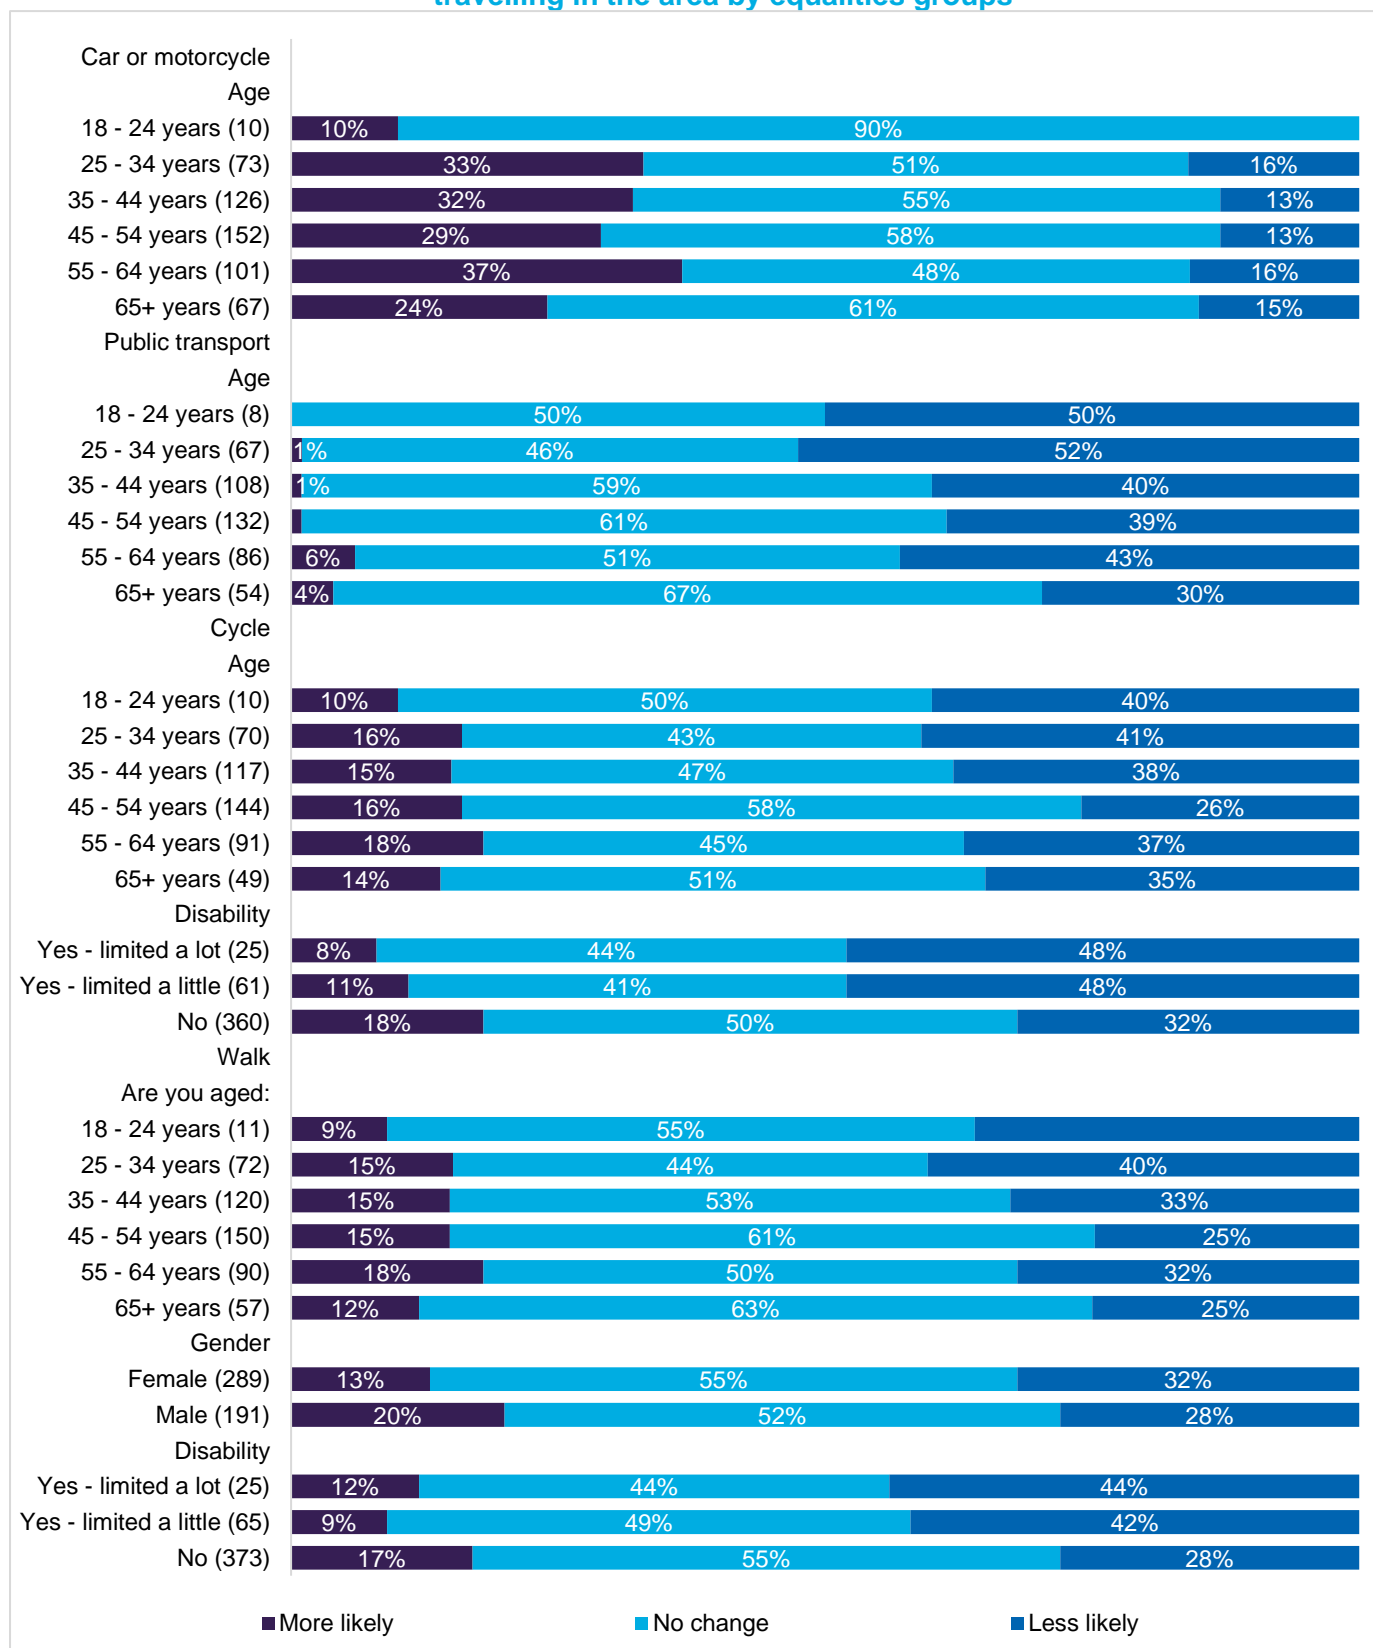 travelling in the area by equalities groups
Car or motorcycle
Age
18 - 24 years (10) 10% 90%
25 - 34 years (73) 33% 51% 16%
35 - 44 years (126) 32% 55% 13%
45 - 54 years (152) 29% 58% 13%
55 - 64 years (101) 37% 48% 16%
65+ years (67) 24% 61% 15%
Public transport
Age
18 - 24 years (8) 50% 50%
25 - 34 years (67) 1% 46% 52%
35 - 44 years (108) 1% 59% 40%
45 - 54 years (132) 61% 39%
55 - 64 years (86) 6% 51% 43%
65+ years (54) 4% 67% 30%
Cycle
Age
18 - 24 years (10) 10% 50% 40%
25 - 34 years (70) 16% 43% 41%
35 - 44 years (117) 15% 47% 38%
45 - 54 years (144) 16% 58% 26%
55 - 64 years (91) 18% 45% 37%
65+ years (49) 14% 51% 35%
Disability
Yes - limited a lot (25) 8% 44% 48%
Yes - limited a little (61) 11% 41% 48%
No (360) 18% 50% 32%
Walk
Are you aged:
18 - 24 years (11) 9% 55%
25 - 34 years (72) 15% 44% 40%
35 - 44 years (120) 15% 53% 33%
45 - 54 years (150) 15% 61% 25%
55 - 64 years (90) 18% 50% 32%
65+ years (57) 12% 63% 25%
Gender
Female (289) 13% 55% 32%
Male (191) 20% 52% 28%
Disability
Yes - limited a lot (25) 12% 44% 44%
Yes - limited a little (65) 9% 49% 42%
No (373) 17% 55% 28%
More likely No change Less likely